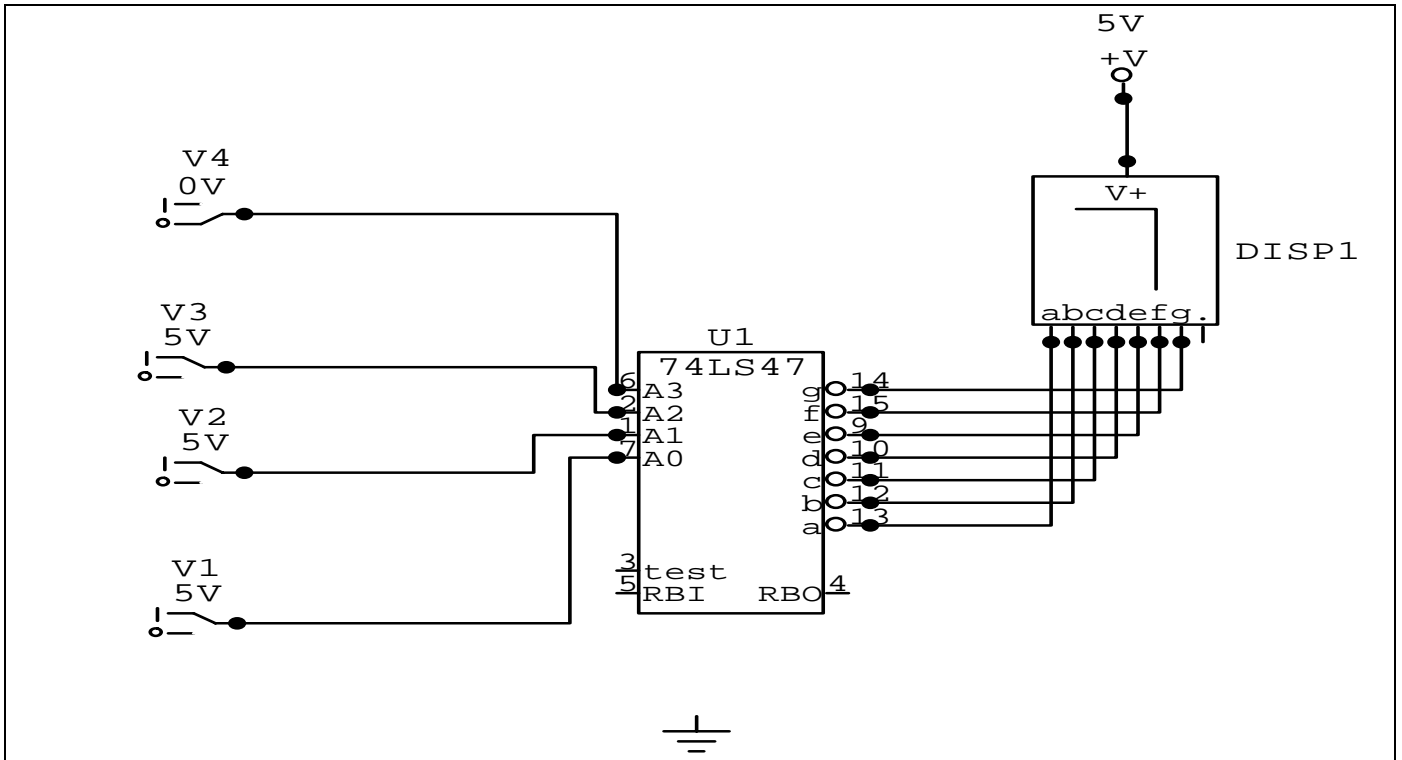 5V
+V
V4
0V
V+
DISP1
abcdefg.
V3
5V
U1
74LS47
6 A3 g 14
2 A2 f 15
1 A1 e 9
7 A0 d 10
c 11
b 12
a 13
V2
5V
3 test
5 RBI RBO 4
V1
5V